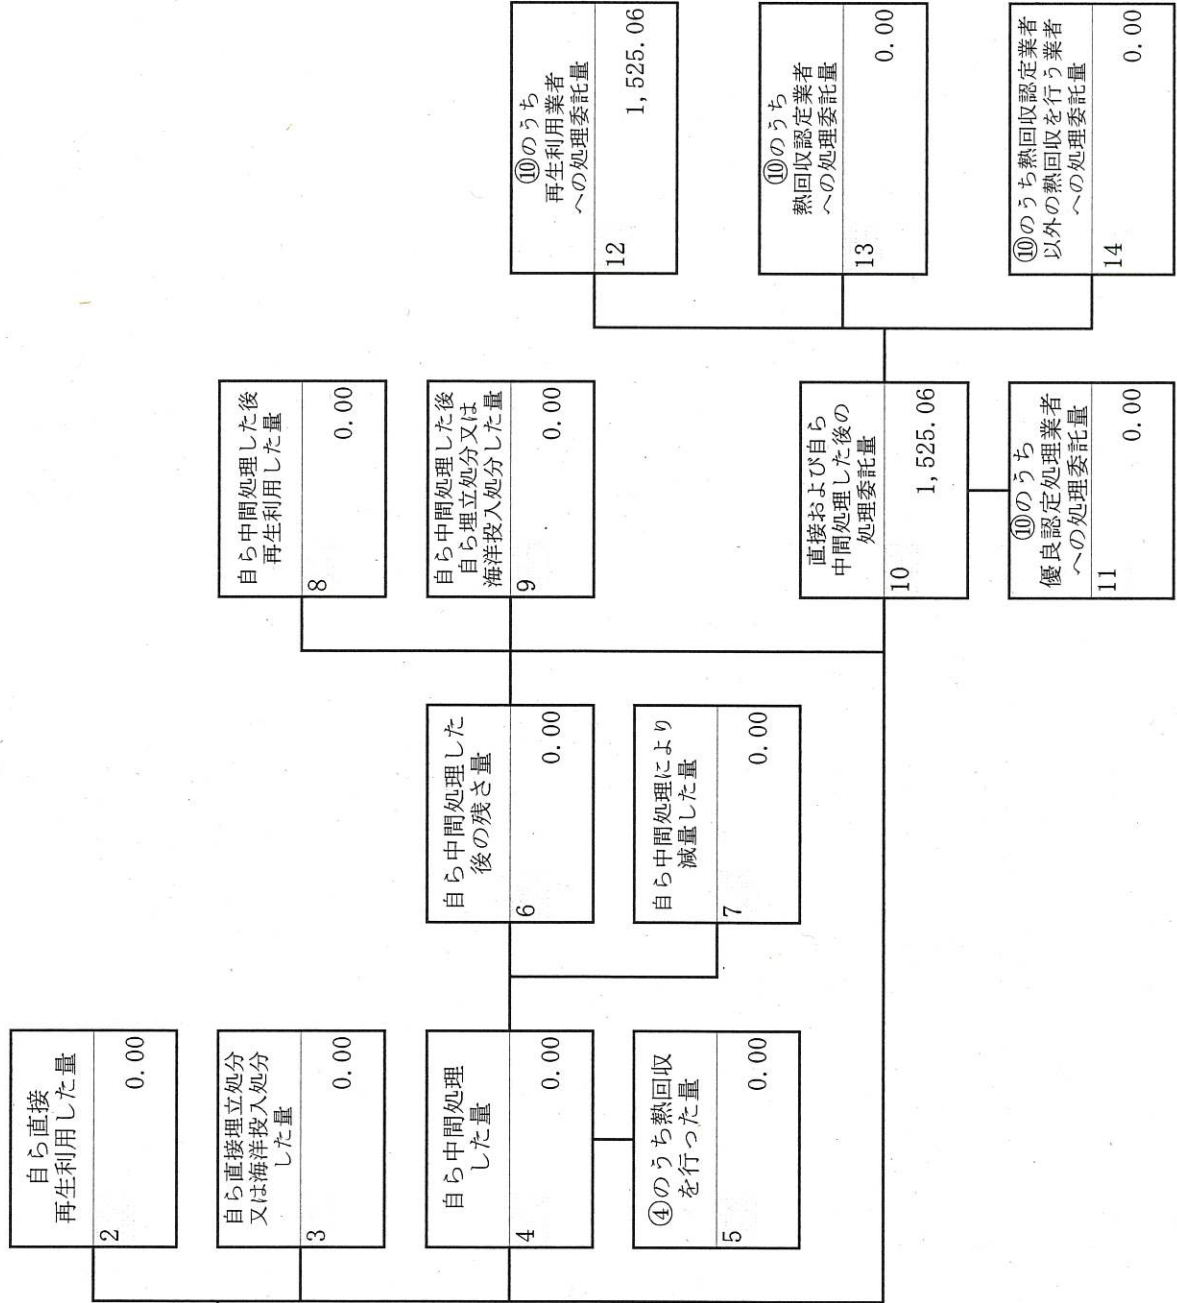 自ら直接
再生利用した量
2
0.00
自ら直接埋立処分
又は海洋投入処分
した量
3
0.00
自ら中間処理
した量
4
0.00
④のうち熱回収
を行った量
5
0.00
自ら中間処理した
後の残さ量
6
0.00
自ら中間処理により
減量した量
7
0.00
自ら中間処理した後
再生利用した量
8
0.00
自ら中間処理した後
自ら埋立処分又は
海洋投入処分した量
9
0.00
直接および自ら
中間処理した後の
処理委託量
10
1,525.06
⑩のうち
優良認定処理業者
への処理委託量
11
0.00
⑩のうち
再生利用業者
への処理委託量
12
1,525.06
⑩のうち
熱回収認定業者
への処理委託量
13
0.00
⑩のうち熱回収認定業者
以外の熱回収を行う業者
への処理委託量
14
0.00